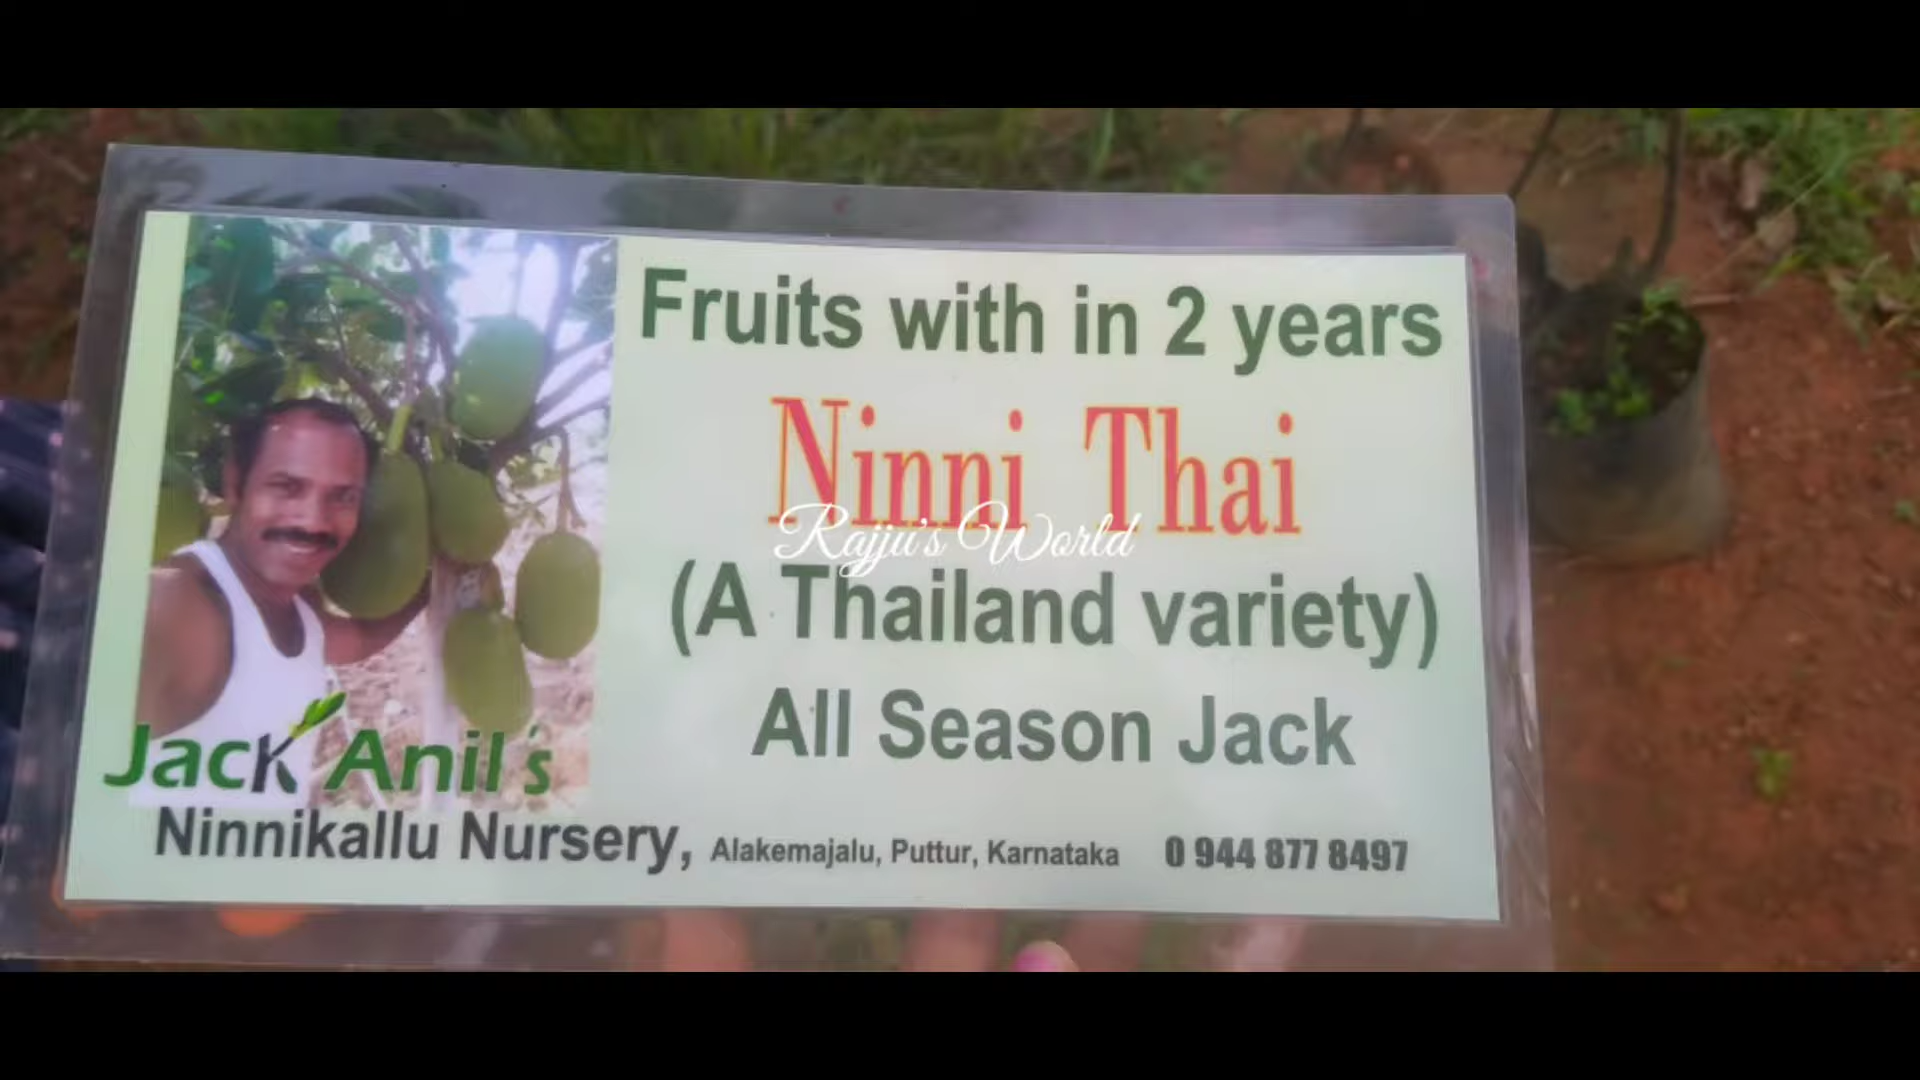 Fruits with in 2 years
Ninni Thai
Rajju's World
(A Thailand variety)
All Season Jack
Jack Anil's
Ninnikallu Nursery, Alakemajalu, Puttur, Karnataka 0 944 877 8497